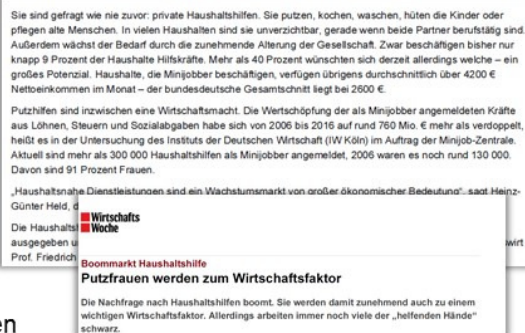 Sie sind gefragt wie nie zuvor: private Haushaltshilfen. Sie putzen, kochen, waschen, hüten die Kinder oder
pflegen alte Menschen. In vielen Haushalten sind sie unverzichtbar, gerade wenn beide Partner berufstätig sind.
Außerdem wächst der Bedarf durch die zunehmende Alterung der Gesellschaft. Zwar beschäftigen bisher nur
knapp 9 Prozent der Haushalte Hilfskräfte. Mehr als 40 Prozent wünschten sich derzeit allerdings welche – ein
großes Potenzial. Haushalte, die Minijobber beschäftigen, verfügen übrigens durchschnittlich über 4200 €
Nettoeinkommen im Monat – der bundesdeutsche Gesamtschnitt liegt bei 2600 €.
Putzhilfen sind inzwischen eine Wirtschaftsmacht. Die Wertschöpfung der als Minijobber angemeldeten Kräfte
aus Löhnen, Steuern und Sozialabgaben habe sich von 2006 bis 2016 auf rund 760 Mio. € mehr als verdoppelt,
heißt es in der Untersuchung des Instituts der Deutschen Wirtschaft (IW Köln) im Auftrag der Minijob-Zentrale.
Aktuell sind mehr als 300 000 Haushaltshilfen als Minijobber angemeldet, 2006 waren es noch rund 130 000.
Davon sind 91 Prozent Frauen.
„Haushaltsnahe Dienstleistungen sind ein Wachstumsmarkt von großer ökonomischer Bedeutung", sagt Heinz-
Günter Held, d
Die Haushalts
ausgegeben u
wirt
Prof. Friedrich
Wirtschafts
Woche
Boommarkt Haushaltshilfe
Putzfrauen werden zum Wirtschaftsfaktor
Die Nachfrage nach Haushaltshilfen boomt. Sie werden damit zunehmend auch zu einem
wichtigen Wirtschaftsfaktor. Allerdings arbeiten immer noch viele der „helfenden Hände"
schwarz.
en